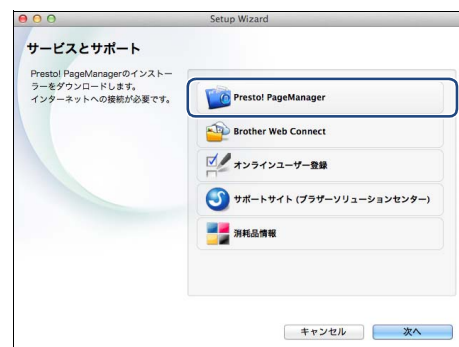 Setup Wizard
サービスとサポート
Presto! PageManagerのインストー
ラーをダウンロードします。
インターネットへの接続が必要です。
Presto! PageManager
Brother Web Connect
オンラインユーザー登録
サポートサイト (ブラザーソリューションセンター)
消耗品情報
キャンセル
次へ